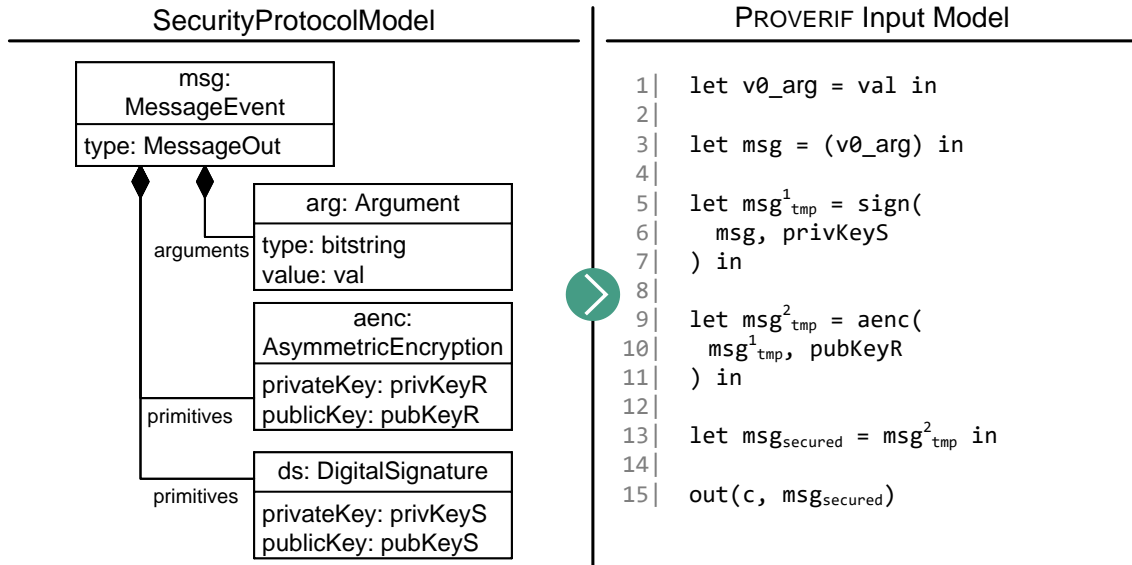 SecurityProtocolModel
msg:
MessageEvent
type: MessageOut
arguments
arg: Argument
type: bitstring
value: val
primitives
aenc:
AsymmetricEncryption
privateKey: privKeyR
publicKey: pubKeyR
primitives
ds: DigitalSignature
privateKey: privKeyS
publicKey: pubKeyS
PROVERIF Input Model
1| let v0_arg = val in
2|
3| let msg = (v0_arg) in
4|
5| let msg¹ₜₘₚ = sign(
6| msg, privKeyS
7| ) in
8|
9| let msg²ₜₘₚ = aenc(
10| msg¹ₜₘₚ, pubKeyR
11| ) in
12|
13| let msgsecured = msg²ₜₘₚ in
14|
15| out(c, msgsecured)